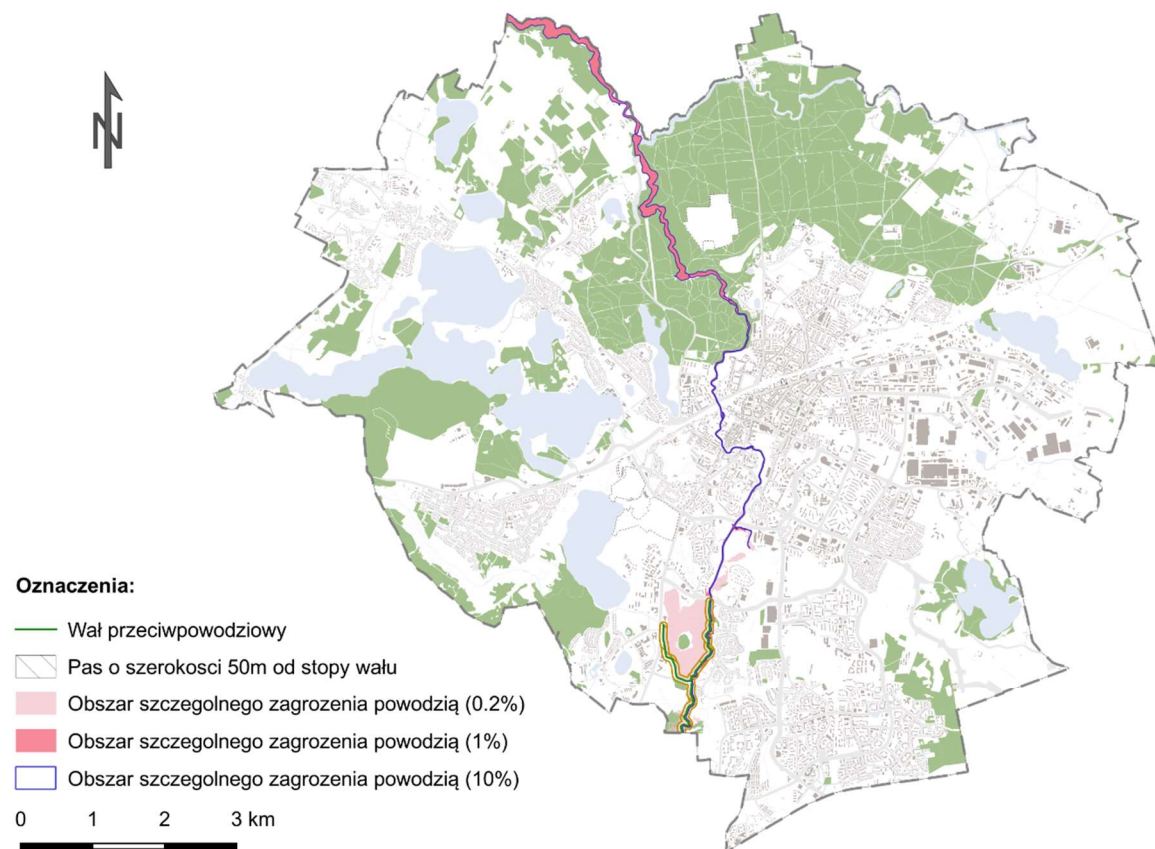 N
Oznaczenia:
Wał przeciwpowodziowy
Pas o szerokosci 50m od stopy wału
Obszar szczegolnego zagrozenia powodzią (0.2%)
Obszar szczegolnego zagrozenia powodzią (1%)
Obszar szczegolnego zagrozenia powodzią (10%)
0 1 2 3 km